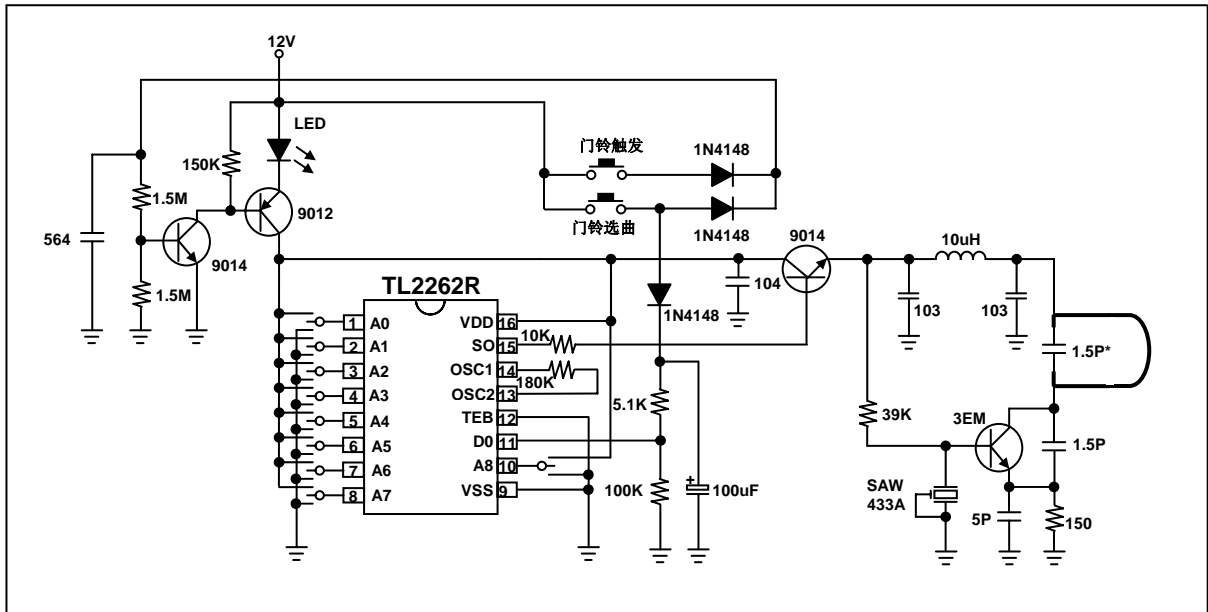 12V
LED
150K
1.5M
9012
564
9014
1.5M
门铃触发
1N4148
门铃选曲
1N4148
9014
10uH
104
103
103
1N4148
1.5P*
TL2262R
1 A0
2 A1
3 A2
4 A3
5 A4
6 A5
7 A6
8 A7
VDD 16
SO 15
OSC1 14
OSC2 13
TEB 12
D0 11
A8 10
VSS 9
10K
180K
5.1K
100K
+
100uF
39K
3EM
1.5P
SAW
433A
5P
150